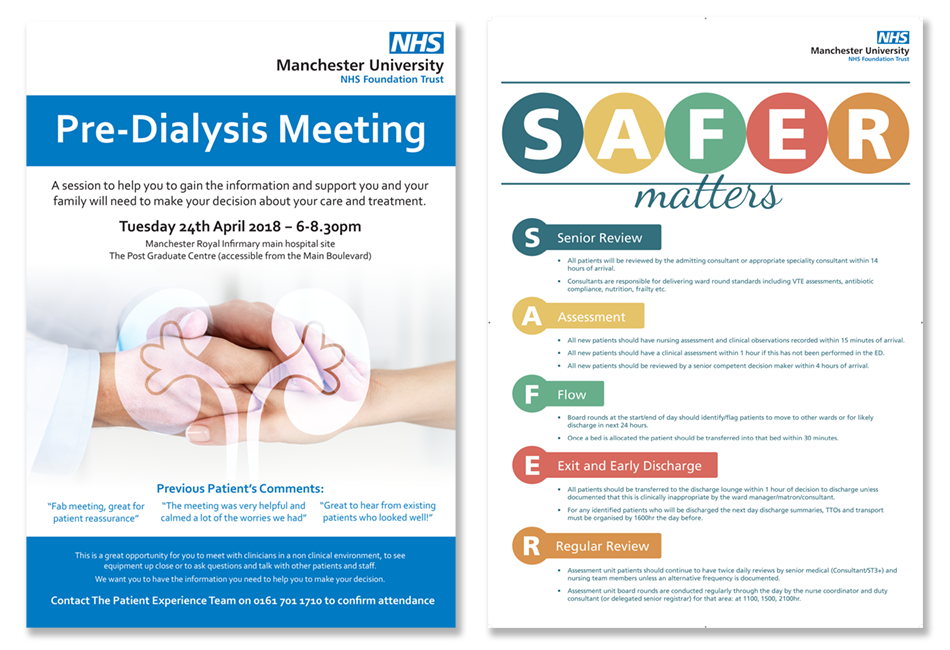 NHS
Manchester University
NHS Foundation Trust
Pre-Dialysis Meeting
A session to help you to gain the information and support you and your
family will need to make your decision about your care and treatment.
Tuesday 24th April 2018 – 6-8.30pm
Manchester Royal Infirmary main hospital site
The Post Graduate Centre (accessible from the Main Boulevard)
Previous Patient's Comments:
"Fab meeting, great for
patient reassurance"
"The meeting was very helpful and
calmed a lot of the worries we had"
"Great to hear from existing
patients who looked well!"
This is a great opportunity for you to meet with clinicians in a non clinical environment, to see
equipment up close or to ask questions and talk with other patients and staff.
We want you to have the information you need to help you to make your decision.
Contact The Patient Experience Team on 0161 701 1710 to confirm attendance
NHS
Manchester University
NHS Foundation Trust
SAFER
matters
S Senior Review
• All patients will be reviewed by the admitting consultant or appropriate speciality consultant within 14
hours of arrival.
• Consultants are responsible for delivering ward round standards including VTE assessments, antibiotic
compliance, nutrition, frailty etc.
A Assessment
• All new patients should have nursing assessment and clinical observations recorded within 15 minutes of arrival.
• All new patients should have a clinical assessment within 1 hour if this has not been performed in the ED.
• All new patients should be reviewed by a senior competent decision maker within 4 hours of arrival.
F Flow
• Board rounds at the start/end of day should identify/flag patients to move to other wards or for likely
discharge in next 24 hours.
• Once a bed is allocated the patient should be transferred into that bed within 30 minutes.
E Exit and Early Discharge
• All patients should be transferred to the discharge lounge within 1 hour of decision to discharge unless
documented that this is clinically inappropriate by the ward manager/matron/consultant.
• For any identified patients who will be discharged the next day discharge summaries, TTOs and transport
must be organised by 1600hr the day before.
R Regular Review
• Assessment unit patients should continue to have twice daily reviews by senior medical (Consultant/ST3+) and
nursing team members unless an alternative frequency is documented.
• Assessment unit board rounds are conducted regularly through the day by the nurse coordinator and duty
consultant (or delegated senior registrar) for that area: at 1100, 1500, 2100hr.